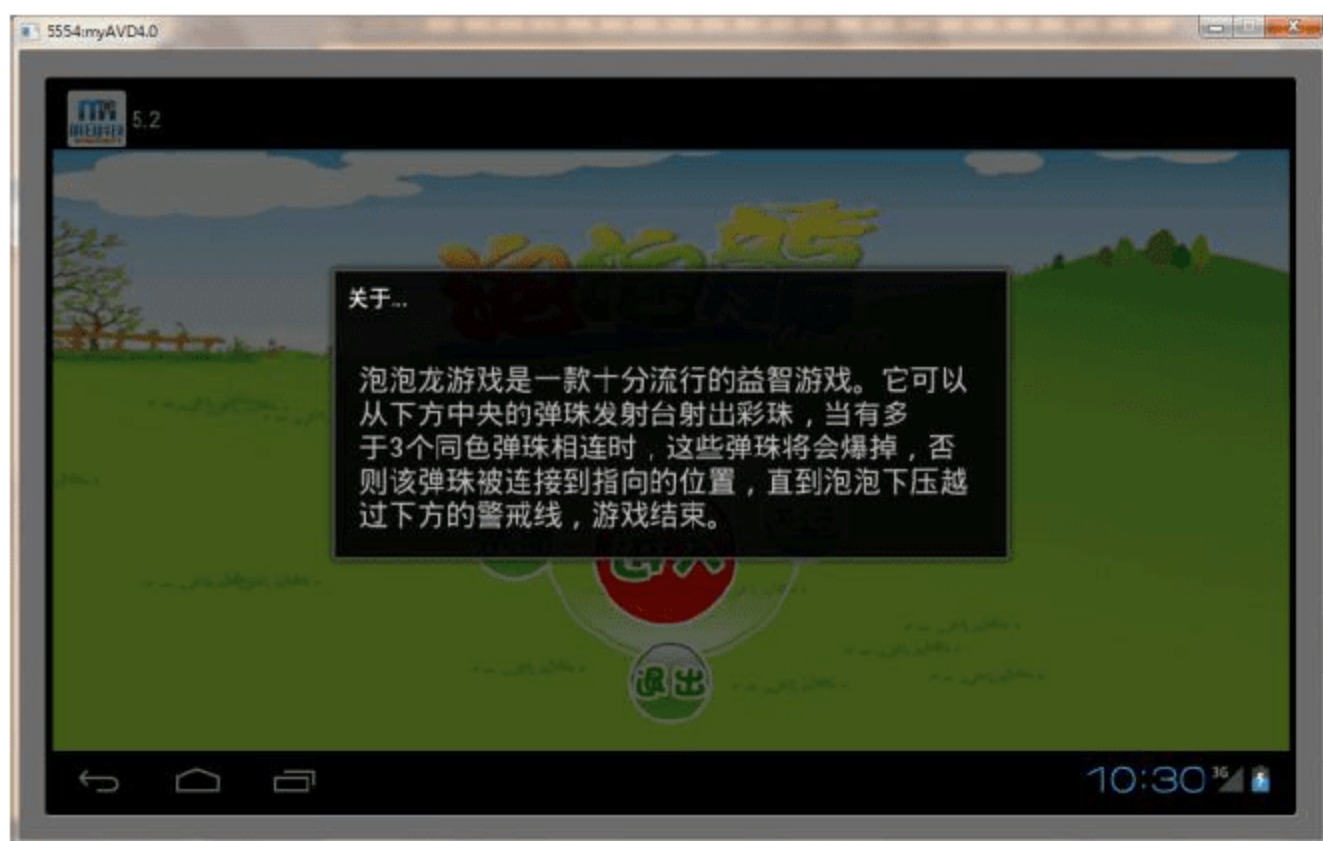 5554:myAVD4.0
5.2
关于...
泡泡龙游戏是一款十分流行的益智游戏。它可以
从下方中央的弹珠发射台射出彩珠，当有多
于3个同色弹珠相连时，这些弹珠将会爆掉，否
则该弹珠被连接到指向的位置，直到泡泡下压越
过下方的警戒线，游戏结束。
退出
10:30 3G